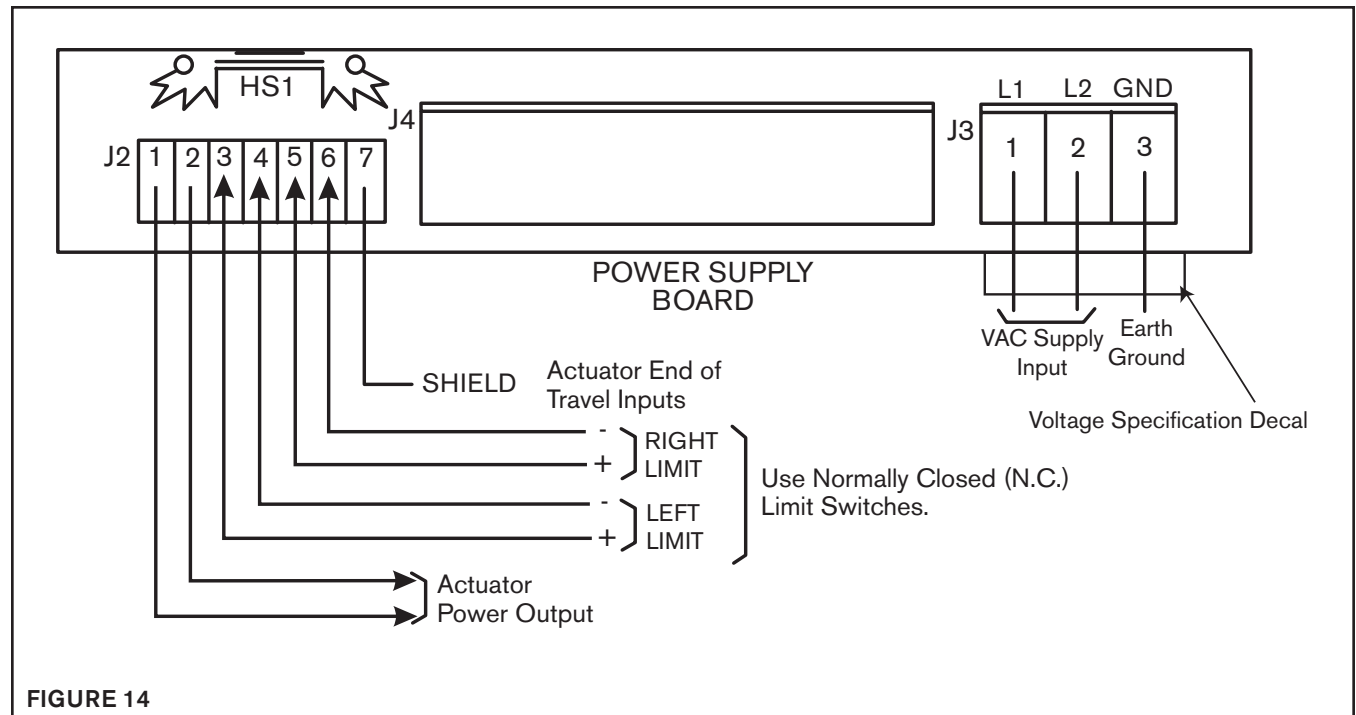 HS1
L1 L2 GND
J4
J3
J2 1 2 3 4 5 6 7
1 2 3
POWER SUPPLY
BOARD
VAC Supply
Input
Earth
Ground
Voltage Specification Decal
SHIELD
Actuator End of
Travel Inputs
- RIGHT
+ LIMIT
- LEFT
+ LIMIT
Use Normally Closed (N.C.)
Limit Switches.
Actuator
Power Output
FIGURE 14